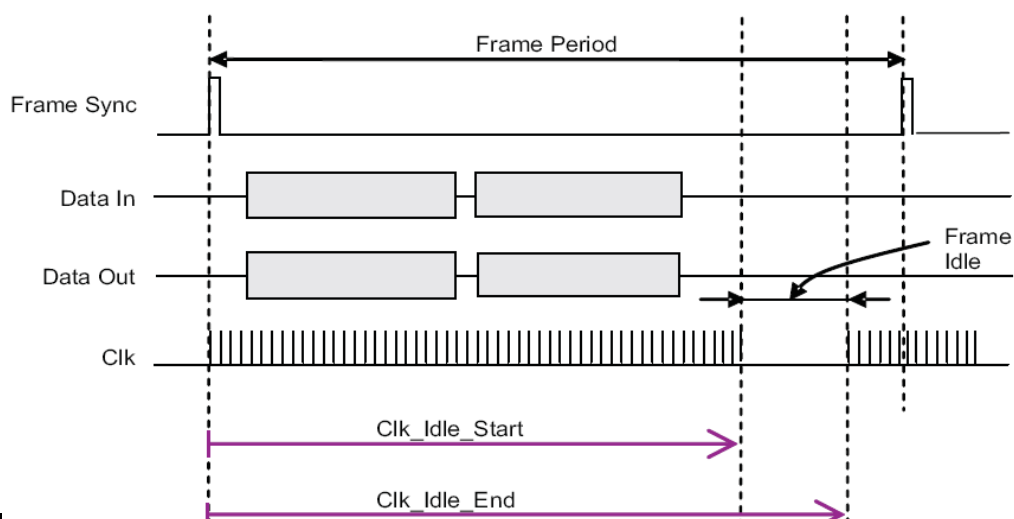 Frame Period
Frame Sync
Data In
Data Out
Frame
Idle
Clk
Clk_Idle_Start
Clk_Idle_End